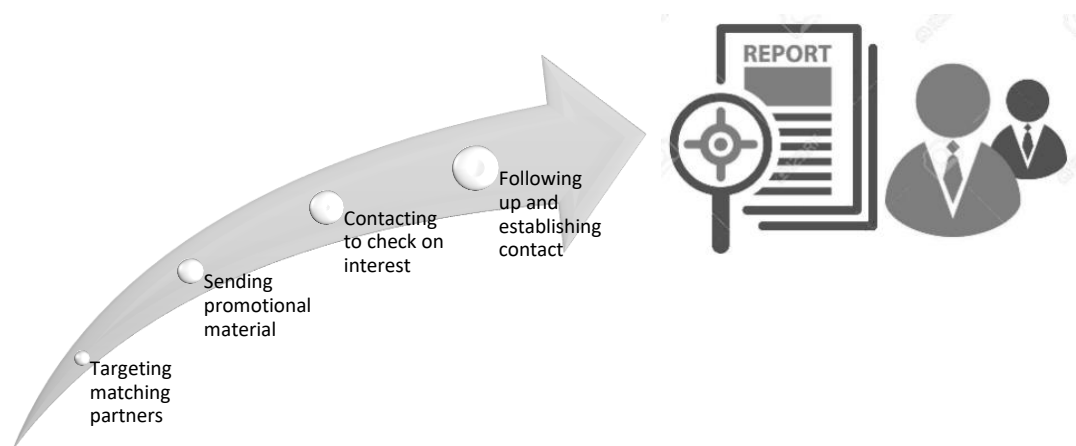 REPORT
Following
up and
establishing
contact
Contacting
to check on
interest
Sending
promotional
material
Targeting
matching
partners